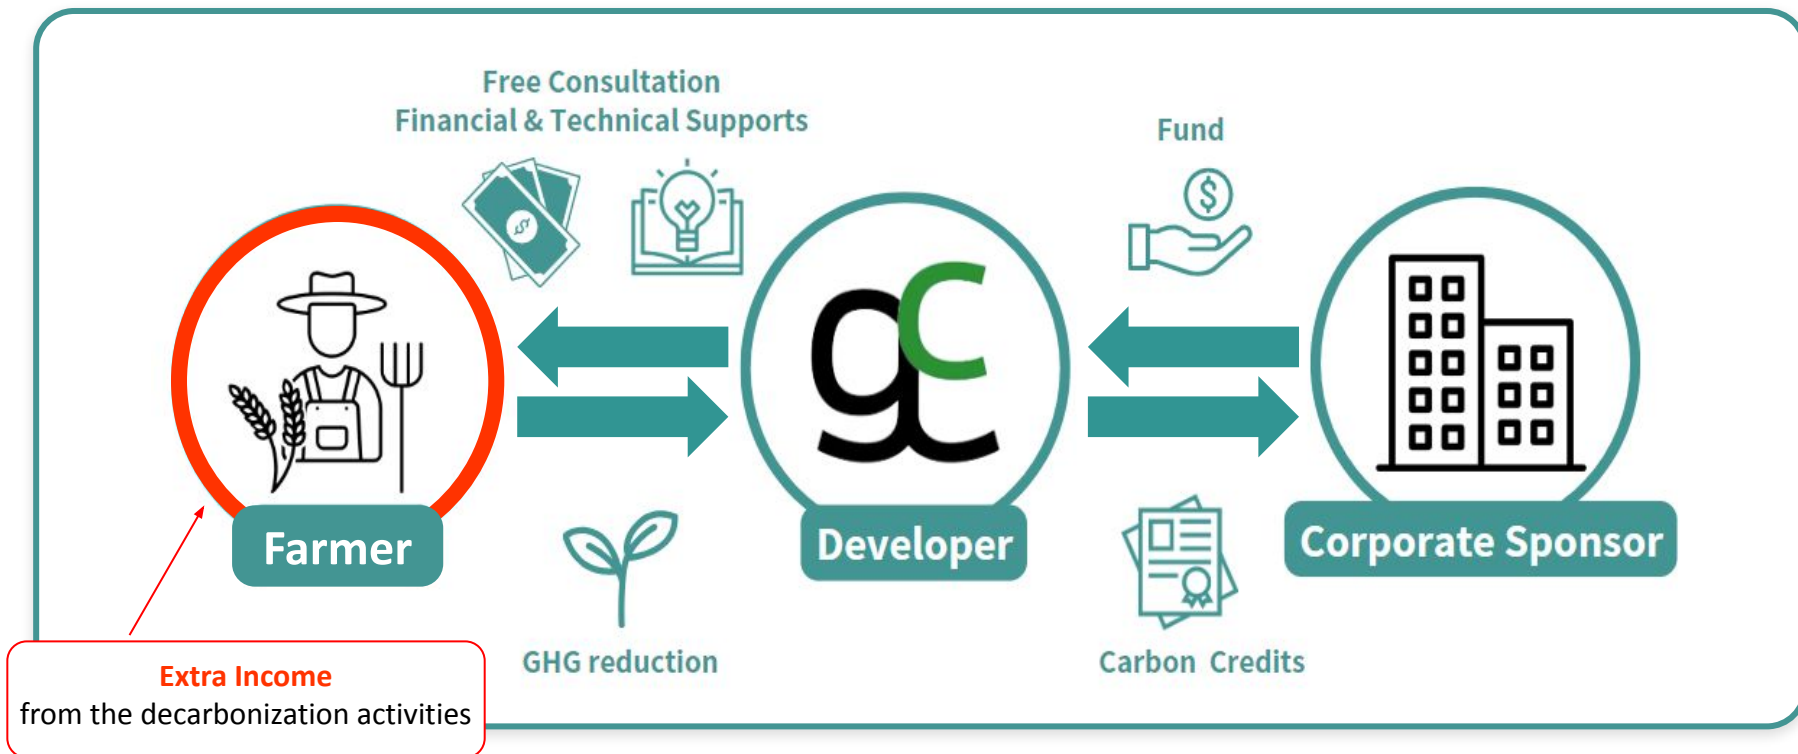 Free Consultation
Financial & Technical Supports
Fund
gc
Farmer
Developer
Corporate Sponsor
GHG reduction
Carbon Credits
Extra Income
from the decarbonization activities